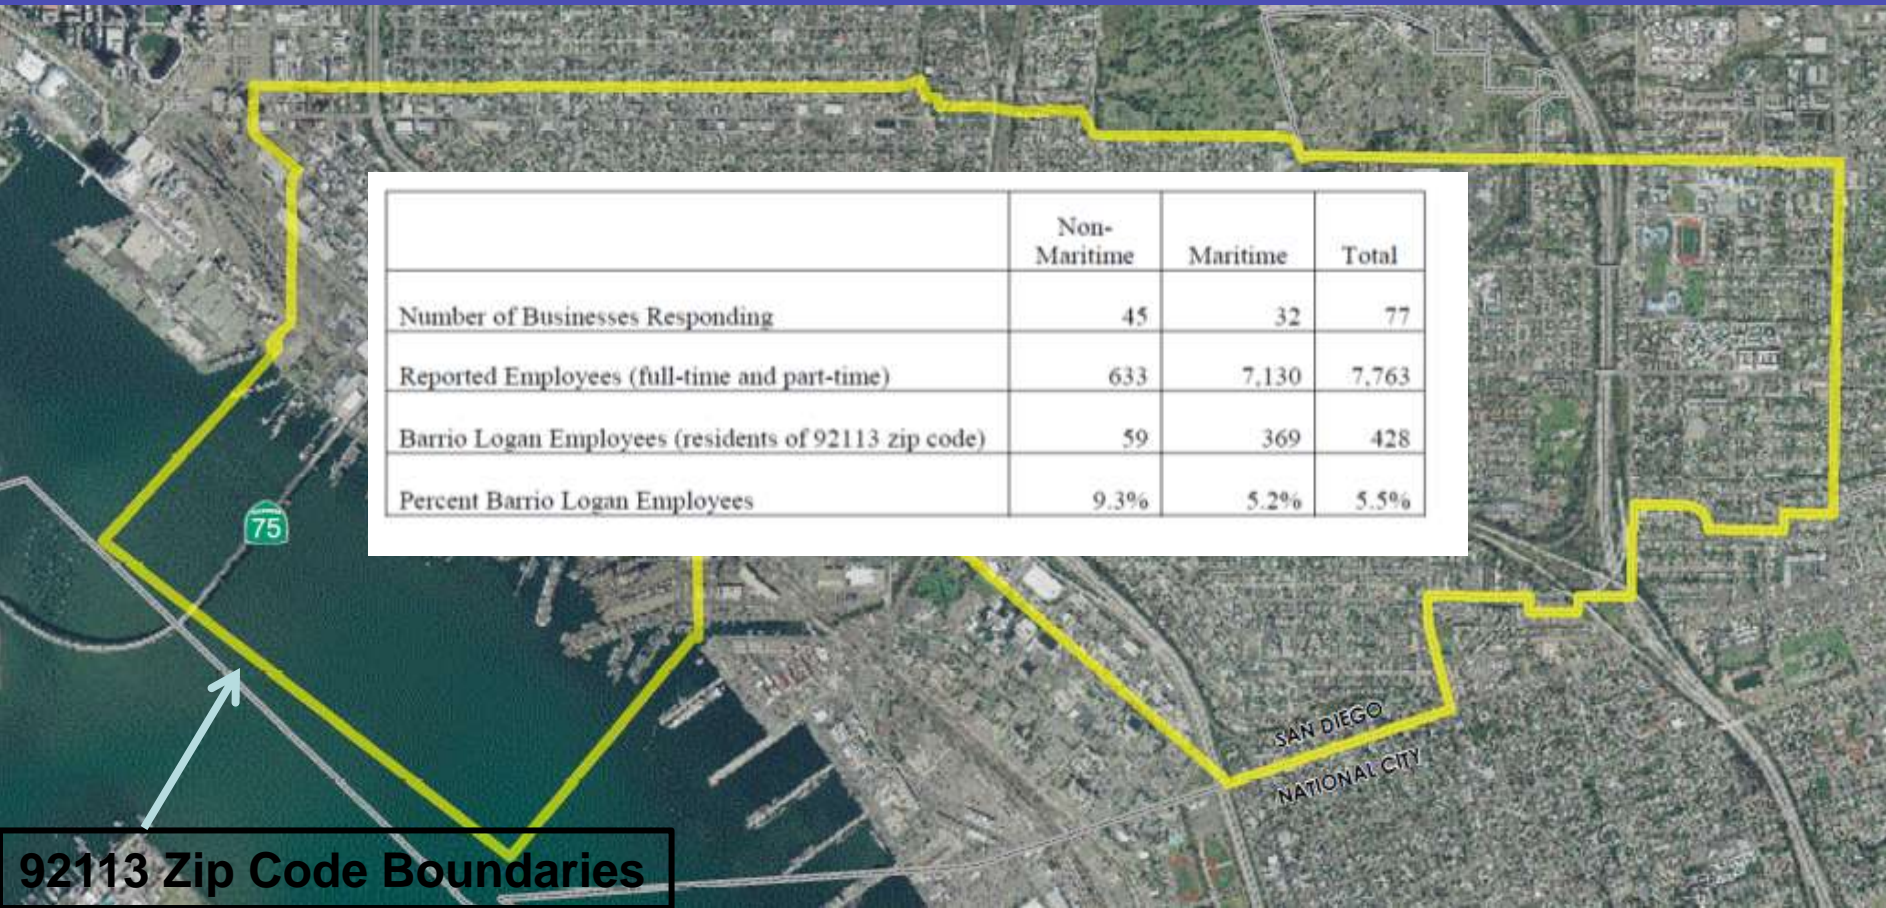 Non-
Maritime Maritime Total
Number of Businesses Responding 45 32 77
Reported Employees (full-time and part-time) 633 7,130 7,763
Barrio Logan Employees (residents of 92113 zip code) 59 369 428
Percent Barrio Logan Employees 9.3% 5.2% 5.5%
75
SAN DIEGO
NATIONAL CITY
92113 Zip Code Boundaries